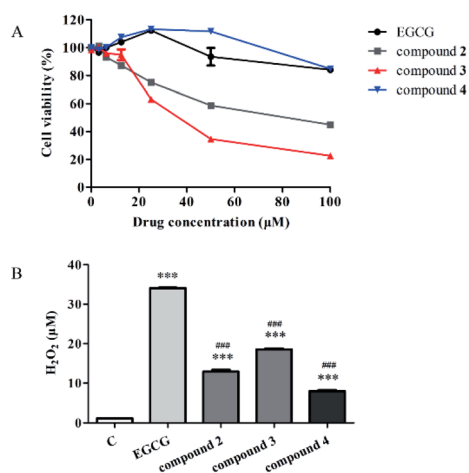 A
120
100
80
60
40
20
0
Cell viability (%)
0 20 40 60 80 100
Drug concentration (µM)
EGCG
compound 2
compound 3
compound 4
B
40
30
20
10
0
H₂O₂ (µM)
***
###
***
###
***
###
***
C EGCG compound 2 compound 3 compound 4